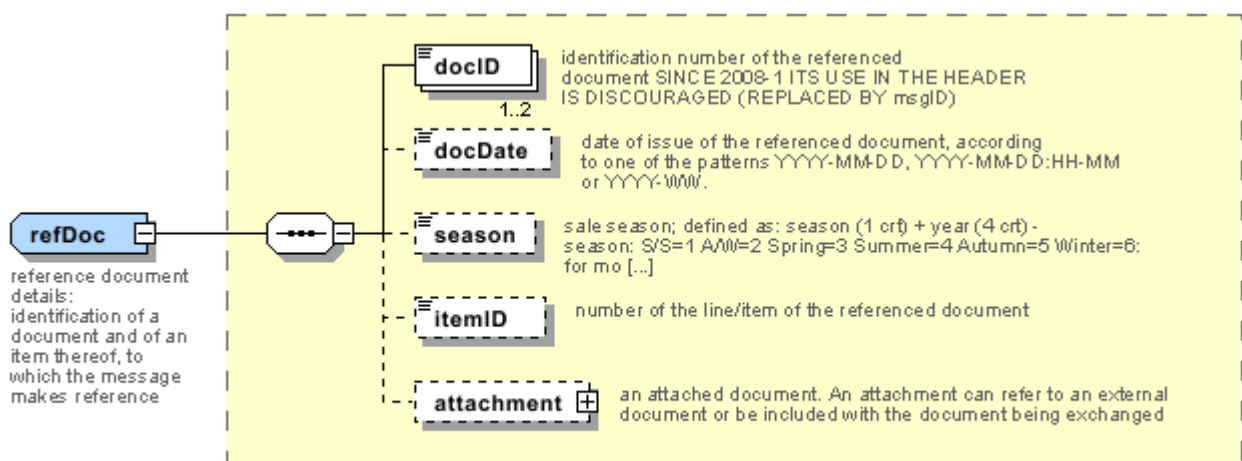 docID
1..2
identification number of the referenced
document SINCE 2008-1 ITS USE IN THE HEADER
IS DISCOURAGED (REPLACED BY msgID)
docDate
date of issue of the referenced document, according
to one of the patterns YYYY-MM-DD, YYYY-MM-DD:HH-MM
or YYYY-WW.
refDoc
reference document
details:
identification of a
document and of an
item thereof, to
which the message
makes reference
season
sale season; defined as: season (1 crt) + year (4 crt) -
season: S/S=1 A/W=2 Spring=3 Summer=4 Autumn=5 Winter=6:
for mo [...]
itemID
number of the line/item of the referenced document
attachment
an attached document. An attachment can refer to an external
document or be included with the document being exchanged